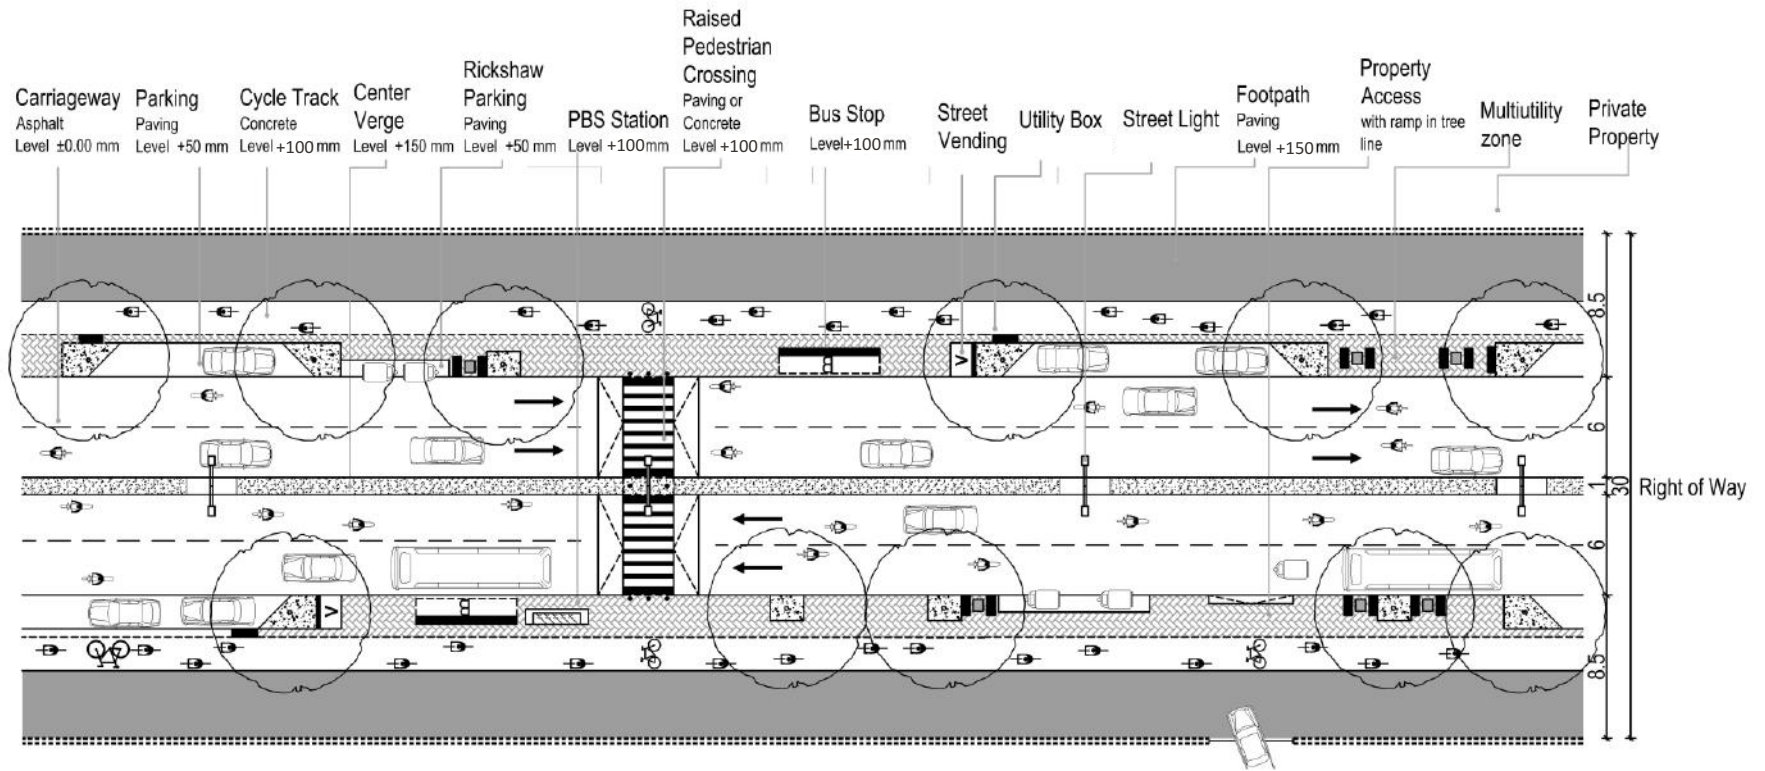 Carriageway
Asphalt
Level ±0.00 mm
Parking
Paving
Level +50 mm
Cycle Track
Concrete
Level +100 mm
Center
Verge
Level +150 mm
Rickshaw
Parking
Paving
Level +50 mm
PBS Station
Level +100mm
Raised
Pedestrian
Crossing
Paving or
Concrete
Level +100 mm
Bus Stop
Level+100 mm
Street
Vending
Utility Box
Street Light
Footpath
Paving
Level +150 mm
Property
Access
with ramp in tree
line
Multiutility
zone
Private
Property
8.5
V
6
1
30
Right of Way
6
V
8.5